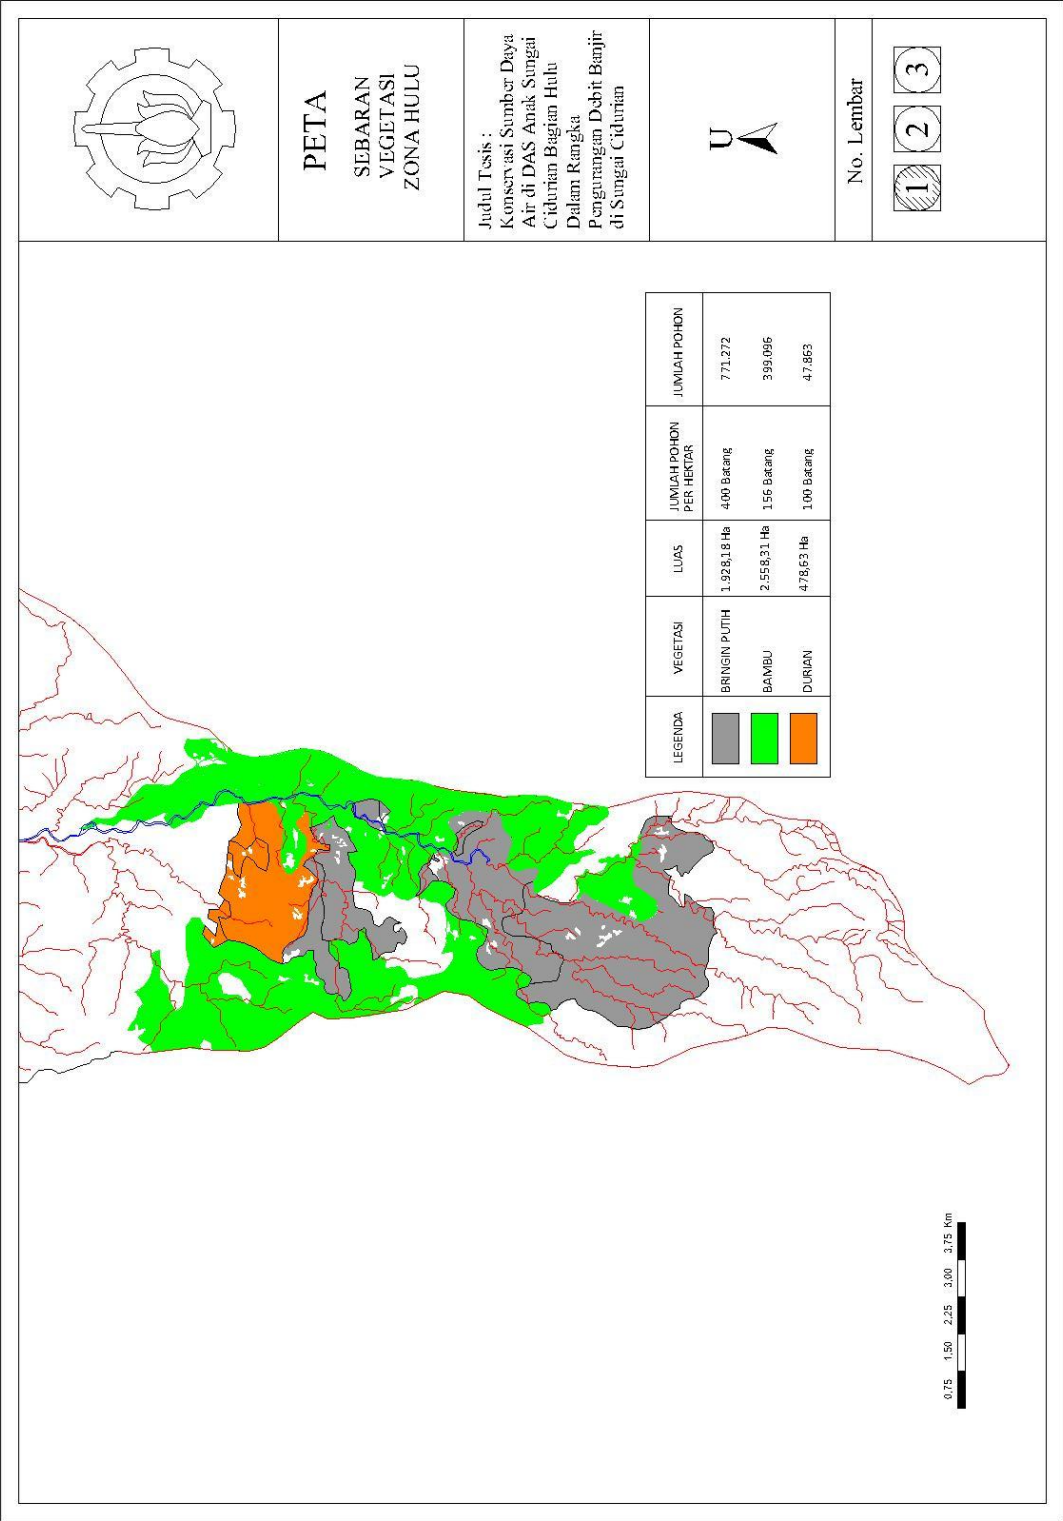 PETA
SEBARAN
VEGETASI
ZONA HULU
Judul Tesis :
Konservasi Sumber Daya
Air di DAS Anak Sungai
Cidurian Bagian Hulu
Dalam Rangka
Pengurangan Debit Banjir
di Sungai Cidurian
U
No. Lembar
1 2 3
LEGENDA VEGETASI LUAS JUMLAH POHON PER HEKTAR JUMLAH POHON
BRINGIN PUTIH 1.928,18 Ha 400 Batang 771.272
BAMBU 2.558,31 Ha 156 Batang 399.096
DURIAN 478,63 Ha 100 Batang 47.863
0,75 1,50 2,25 3,00 3,75 Km